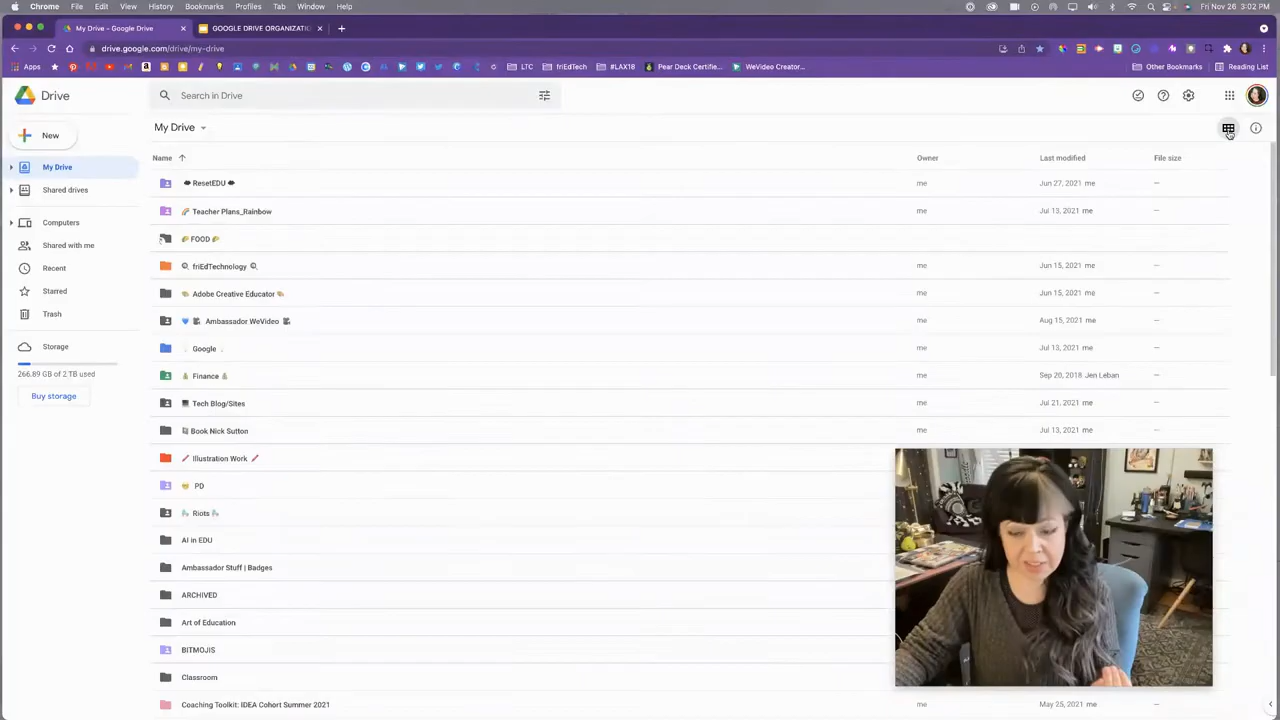 Chrome File Edit View History Bookmarks Profiles Tab Window Help
Fri Nov 26 3:02 PM
My Drive – Google Drive
GOOGLE DRIVE ORGANIZATI
drive.google.com/drive/my-drive
Apps
LTC
friEdTech
#LAX18
Pear Deck Certifie...
WeVideo Creator...
Other Bookmarks
Reading List
Drive
Search in Drive
New
My Drive
My Drive
Shared drives
Computers
Shared with me
Recent
Starred
Trash
Storage
266.89 GB of 2 TB used
Buy storage
Name Owner Last modified File size
ResetEDU me Jun 27, 2021 me —
Teacher Plans_Rainbow me Jul 13, 2021 me —
FOOD me Jun 15, 2021 me —
friEdTechnology me Jun 15, 2021 me —
Adobe Creative Educator me Jun 15, 2021 me —
Ambassador WeVideo me Aug 15, 2021 me —
Google me Jul 13, 2021 me —
Finance me Sep 20, 2018 Jen Leban —
Tech Blog/Sites me Jul 21, 2021 me —
Book Nick Sutton me Jul 13, 2021 me —
Illustration Work
PD
Riots
AI in EDU
Ambassador Stuff | Badges
ARCHIVED
Art of Education
BITMOJIS
Classroom
Coaching Toolkit: IDEA Cohort Summer 2021 me May 25, 2021 me —